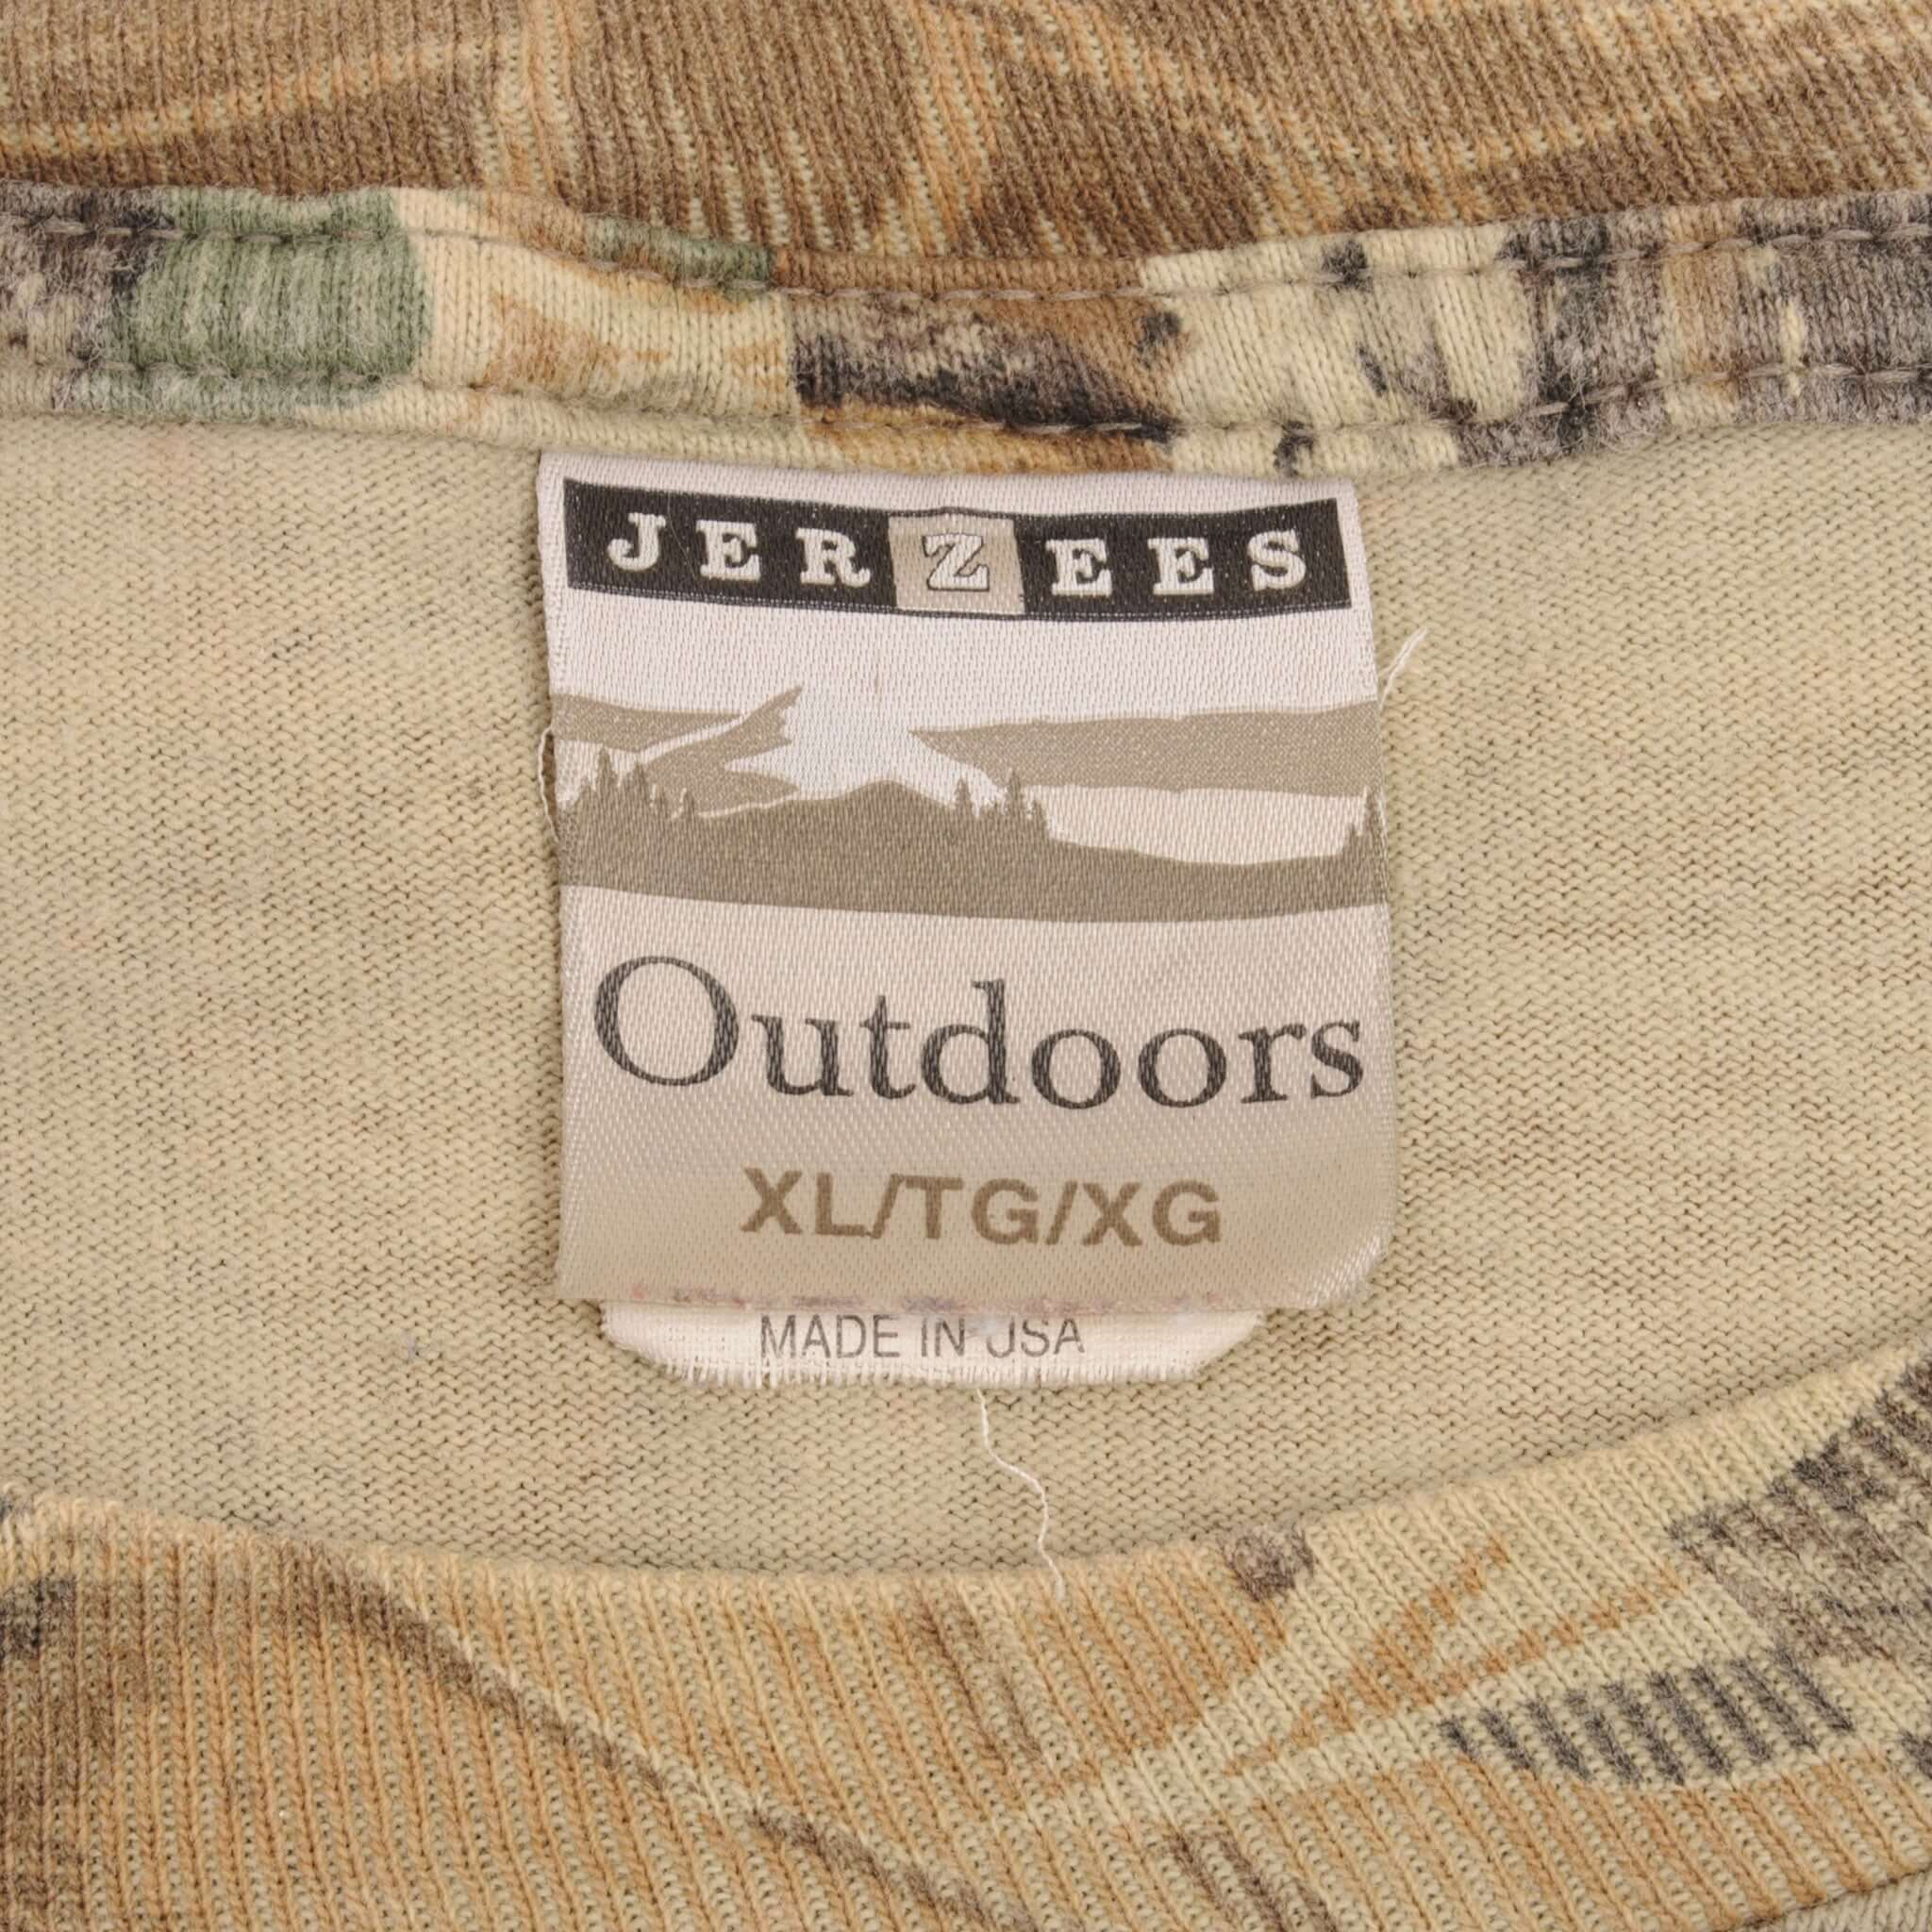 JERZEES
Outdoors
XL/TG/XG
MADE IN USA